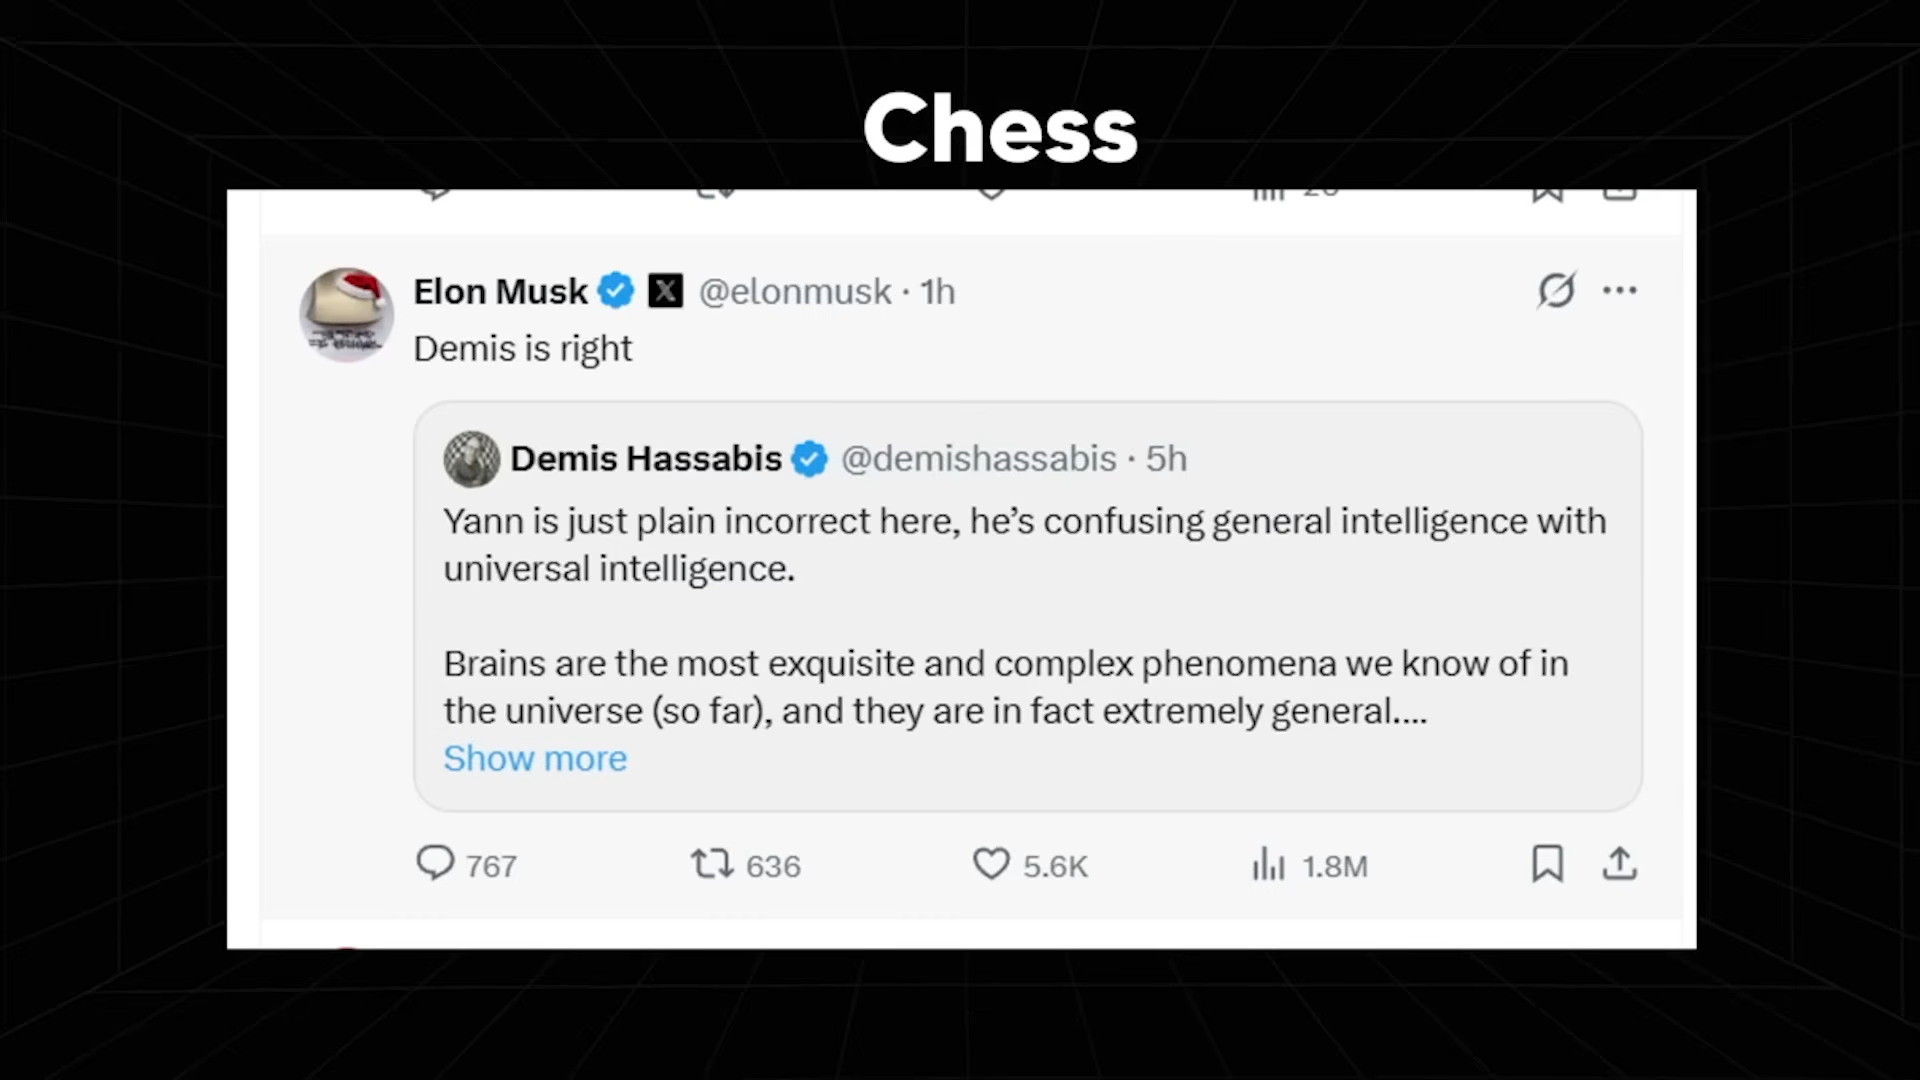 Chess
Elon Musk @elonmusk · 1h
Demis is right
Demis Hassabis @demishassabis · 5h
Yann is just plain incorrect here, he’s confusing general intelligence with
universal intelligence.
Brains are the most exquisite and complex phenomena we know of in
the universe (so far), and they are in fact extremely general....
Show more
767 636 5.6K 1.8M